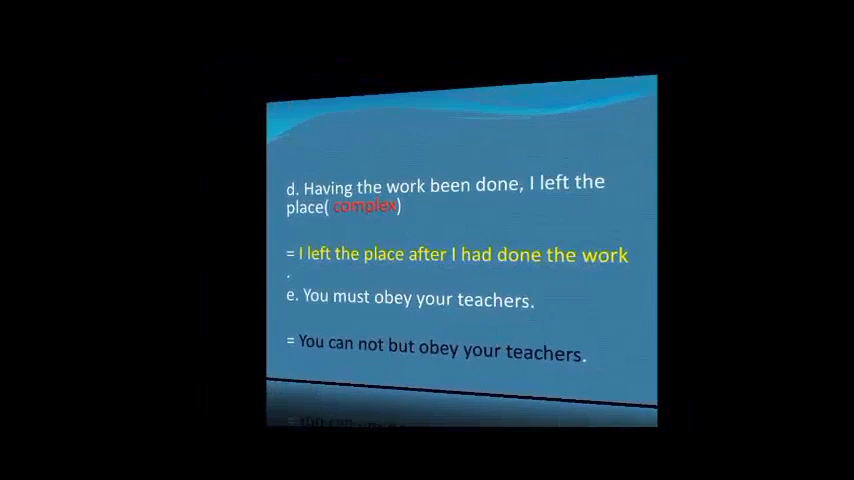 d. Having the work been done, I left the
place( complex)
= I left the place after I had done the work
.
e. You must obey your teachers.
= You can not but obey your teachers.